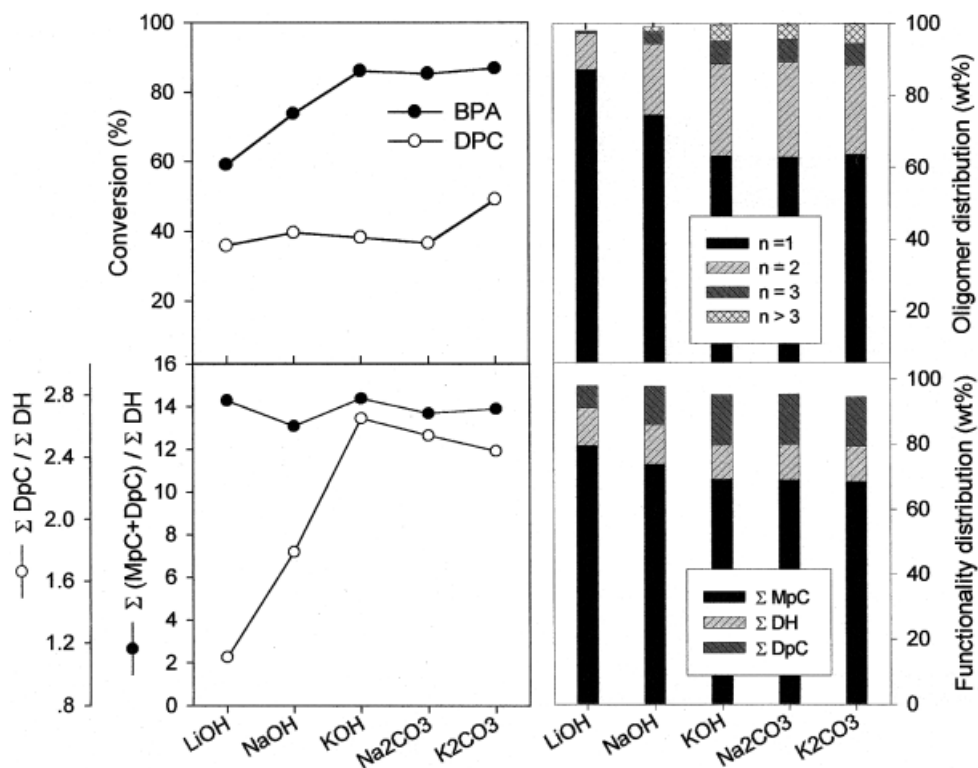 100
80
60
40
20
Conversion (%)
BPA
DPC
100
80
60
40
20
Oligomer distribution (wt%)
n =1
n = 2
n = 3
n > 3
2.8
2.4
2.0
1.6
1.2
.8
Σ DpC / Σ DH
16
14
12
10
8
6
4
2
0
Σ (MpC+DpC) / Σ DH
100
80
60
40
20
0
Functionality distribution (wt%)
Σ MpC
Σ DH
Σ DpC
LiOH
NaOH
KOH
Na2CO3
K2CO3
LiOH
NaOH
KOH
Na2CO3
K2CO3